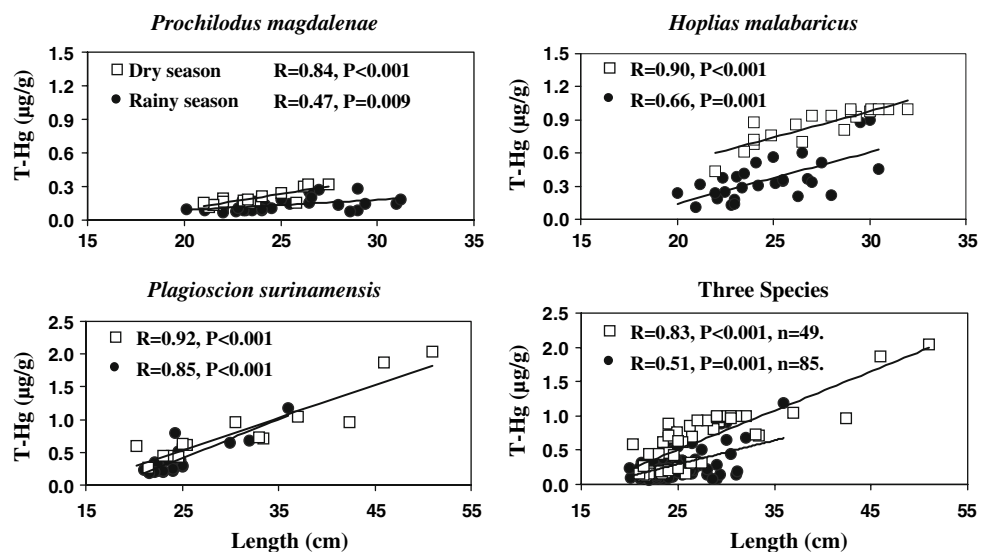 Prochilodus magdalenae
Hoplias malabaricus
T-Hg (µg/g)
1.5
1.2
0.9
0.6
0.3
0.0
Dry season R=0.84, P<0.001
Rainy season R=0.47, P=0.009
15 20 25 30 35
T-Hg (µg/g)
1.5
1.2
0.9
0.6
0.3
0.0
R=0.90, P<0.001
R=0.66, P=0.001
15 20 25 30 35
Plagioscion surinamensis
Three Species
T-Hg (µg/g)
2.5
2.0
1.5
1.0
0.5
0.0
R=0.92, P<0.001
R=0.85, P<0.001
15 25 35 45 55
Length (cm)
T-Hg (µg/g)
2.5
2.0
1.5
1.0
0.5
0.0
R=0.83, P<0.001, n=49.
R=0.51, P=0.001, n=85.
15 25 35 45 55
Length (cm)